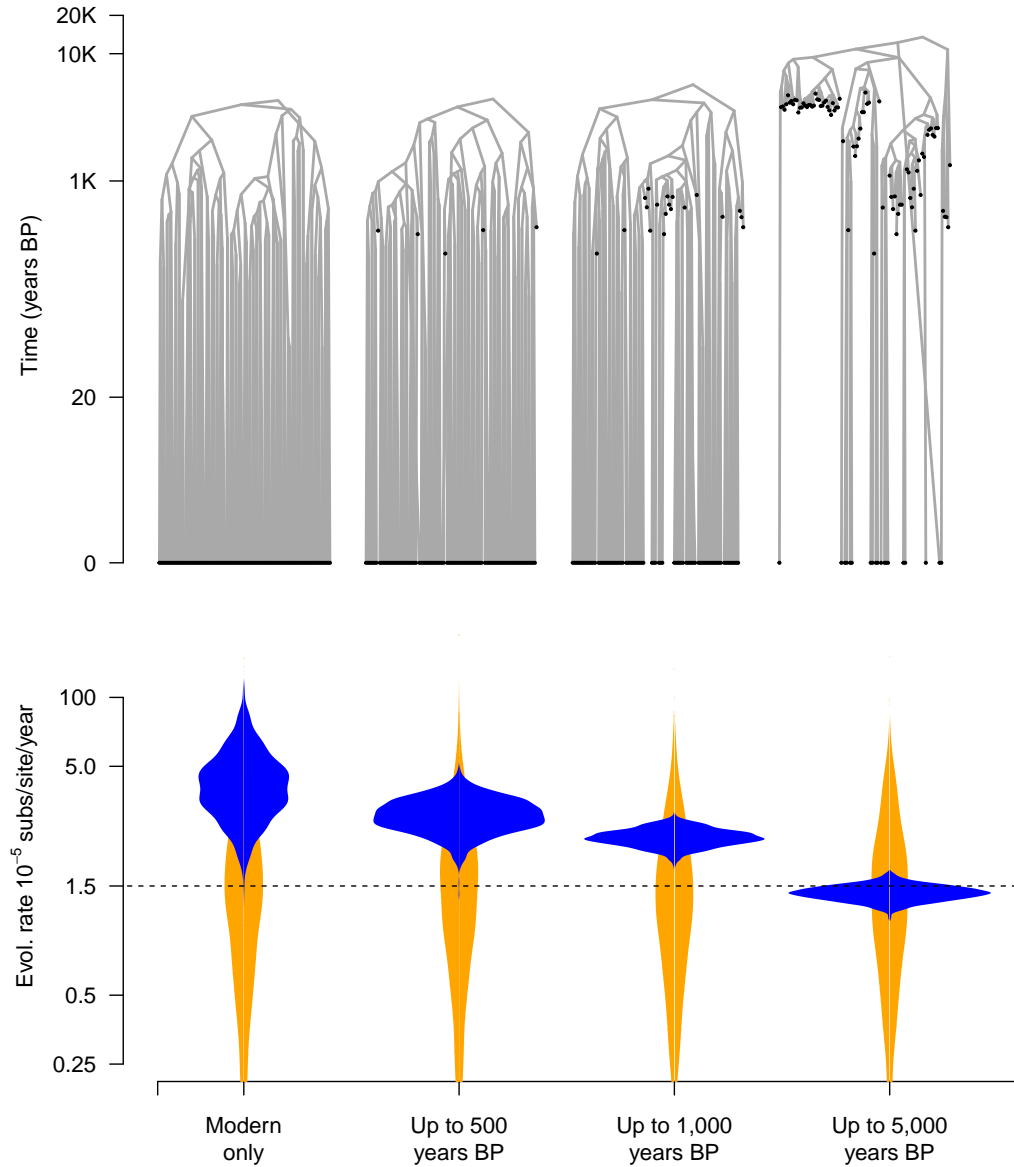 20K
10K
1K
20
0
Time (years BP)
100
5.0
1.5
0.5
0.25
Evol. rate 10⁻⁵ subs/site/year
Modern
only
Up to 500
years BP
Up to 1,000
years BP
Up to 5,000
years BP